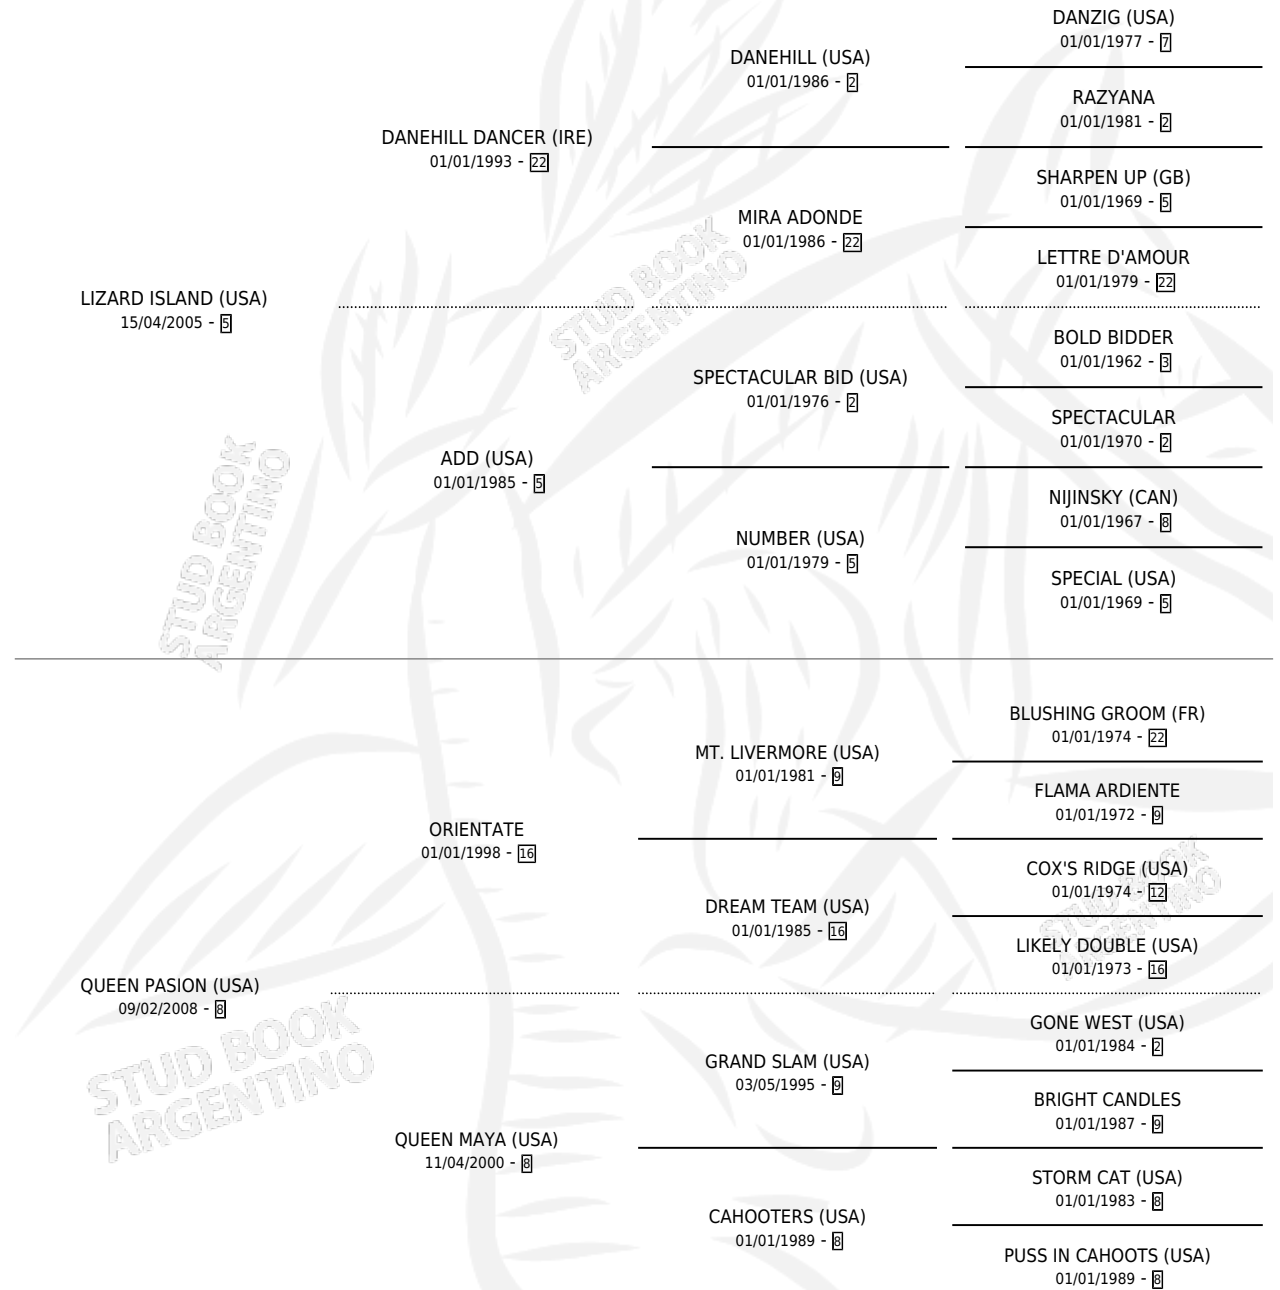 DANZIG (USA)
01/01/1977 - 7
DANEHILL (USA)
01/01/1986 - 2
RAZYANA
01/01/1981 - 2
DANEHILL DANCER (IRE)
01/01/1993 - 22
SHARPEN UP (GB)
01/01/1969 - 5
MIRA ADONDE
01/01/1986 - 22
LETTRE D'AMOUR
01/01/1979 - 22
LIZARD ISLAND (USA)
15/04/2005 - 5
STUD BOOK
ARGENTINO
BOLD BIDDER
01/01/1962 - 3
SPECTACULAR BID (USA)
01/01/1976 - 2
SPECTACULAR
01/01/1970 - 2
ADD (USA)
01/01/1985 - 5
NIJINSKY (CAN)
01/01/1967 - 8
NUMBER (USA)
01/01/1979 - 5
SPECIAL (USA)
01/01/1969 - 5
STUD BOOK
ARGENTINO
BLUSHING GROOM (FR)
01/01/1974 - 22
MT. LIVERMORE (USA)
01/01/1981 - 9
FLAMA ARDIENTE
01/01/1972 - 9
ORIENTATE
01/01/1998 - 16
COX'S RIDGE (USA)
01/01/1974 - 12
DREAM TEAM (USA)
01/01/1985 - 16
LIKELY DOUBLE (USA)
01/01/1973 - 16
STUD BOOK
ARGENTINO
QUEEN PASION (USA)
09/02/2008 - 8
GONE WEST (USA)
01/01/1984 - 2
GRAND SLAM (USA)
03/05/1995 - 9
BRIGHT CANDLES
01/01/1987 - 9
STUD BOOK
ARGENTINO
QUEEN MAYA (USA)
11/04/2000 - 8
STORM CAT (USA)
01/01/1983 - 8
CAHOOTERS (USA)
01/01/1989 - 8
PUSS IN CAHOOTS (USA)
01/01/1989 - 8